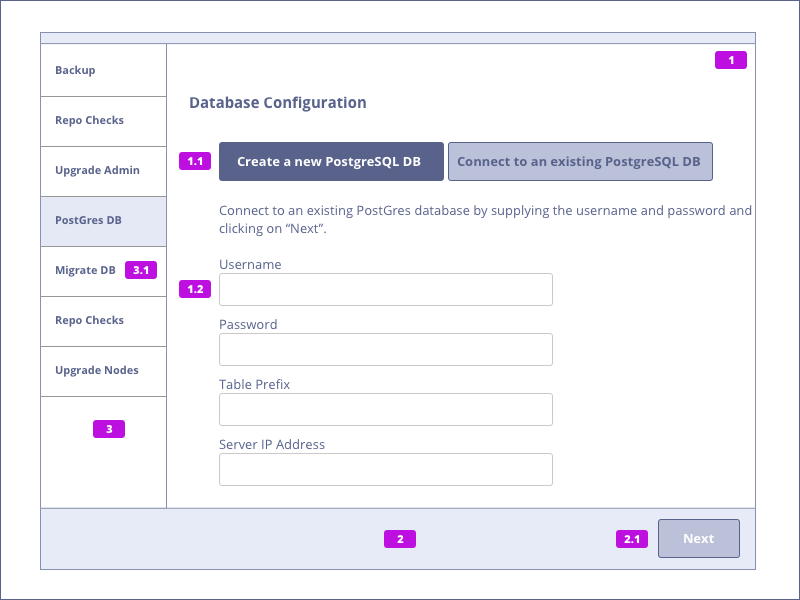 Backup
Repo Checks
Upgrade Admin
PostGres DB
Migrate DB 3.1
Repo Checks
Upgrade Nodes
3
1
Database Configuration
1.1 Create a new PostgreSQL DB Connect to an existing PostgreSQL DB
Connect to an existing PostGres database by supplying the username and password and
clicking on “Next”.
Username
1.2
Password
Table Prefix
Server IP Address
2
2.1 Next